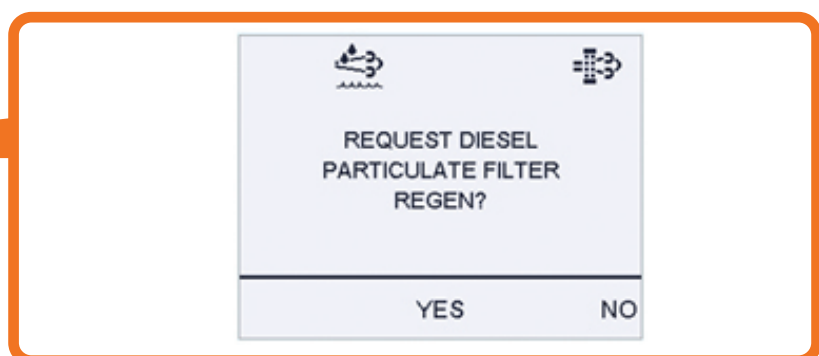 REQUEST DIESEL
PARTICULATE FILTER
REGEN?
YES NO